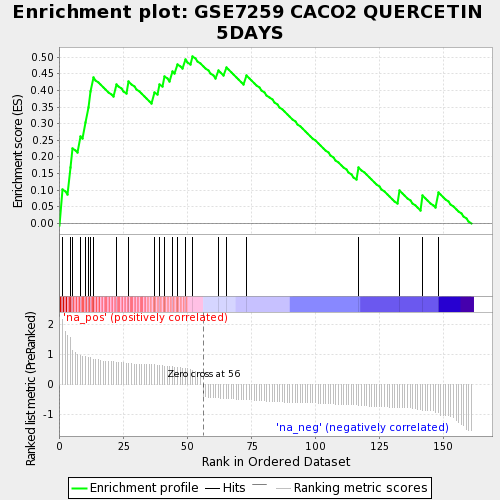 Enrichment plot: GSE7259 CACO2 QUERCETIN
5DAYS
Enrichment score (ES)
0.50
0.45
0.40
0.35
0.30
0.25
0.20
0.15
0.10
0.05
0.00
'na_pos' (positively correlated)
Ranked list metric (PreRanked)
2
1
0
-1
Zero cross at 56
'na_neg' (negatively correlated)
0
25
50
75
100
125
150
Rank in Ordered Dataset
Enrichment profile
Hits
Ranking metric scores